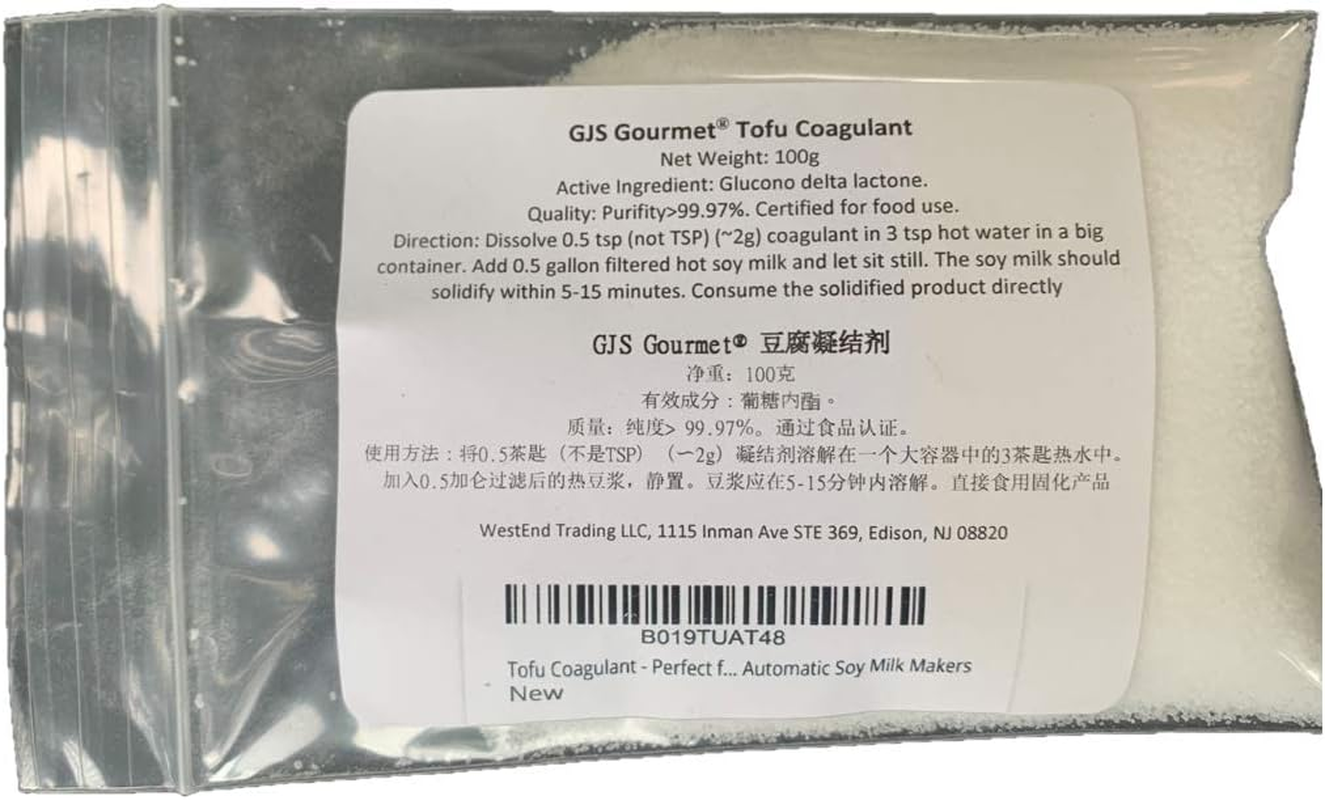 GJS Gourmet® Tofu Coagulant
Net Weight: 100g
Active Ingredient: Glucono delta lactone.
Quality: Purifity>99.97%. Certified for food use.
Direction: Dissolve 0.5 tsp (not TSP) (~2g) coagulant in 3 tsp hot water in a big
container. Add 0.5 gallon filtered hot soy milk and let sit still. The soy milk should
solidify within 5-15 minutes. Consume the solidified product directly
GJS Gourmet® 豆腐凝结剂
净重：100克
有效成分：葡糖内酯。
质量：纯度> 99.97%。通过食品认证。
使用方法：将0.5茶匙（不是TSP）（~2g）凝结剂溶解在一个大容器中的3茶匙热水中。
加入0.5加仑过滤后的热豆浆，静置。豆浆应在5-15分钟内溶解。直接食用固化产品
WestEnd Trading LLC, 1115 Inman Ave STE 369, Edison, NJ 08820
B019TUAT48
Tofu Coagulant - Perfect f... Automatic Soy Milk Makers
New